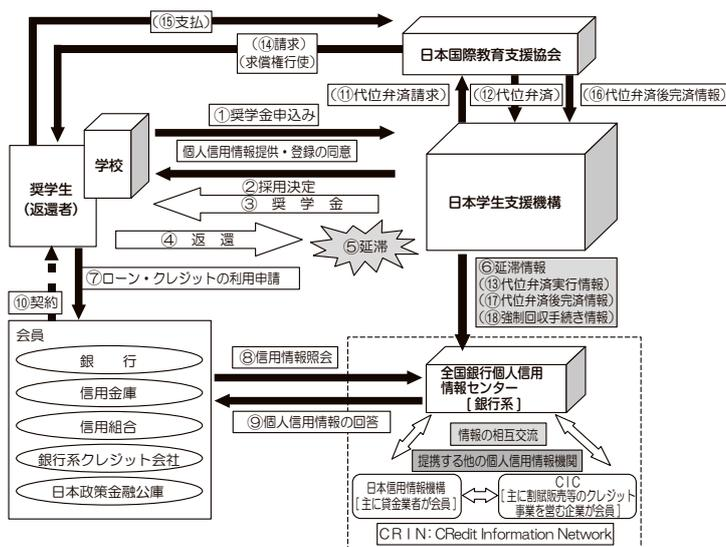 (⑮支払)
(⑭請求)
(求償権行使)
日本国際教育支援協会
(⑪代位弁済請求)
(⑫代位弁済)
(⑯代位弁済後完済情報)
①奨学金申込み
個人信用情報提供・登録の同意
学校
奨学生
(返還者)
②採用決定
③ 奨 学 金
日本学生支援機構
④ 返 還
⑤延滞
⑥延滞情報
(⑬代位弁済実行情報)
(⑰代位弁済後完済情報)
(⑱強制回収手続き情報)
⑦ローン・クレジットの利用申請
⑩契約
会員
銀 行
信用金庫
信用組合
銀行系クレジット会社
日本政策金融公庫
⑧信用情報照会
⑨個人信用情報の回答
全国銀行個人信用
情報センター
[ 銀行系 ]
情報の相互交流
提携する他の個人信用情報機関
日本信用情報機構
[ 主に貸金業者が会員 ]
CIC
[ 主に割賦販売等のクレジット
事業を営む企業が会員 ]
CRIN：CRedit Information Network